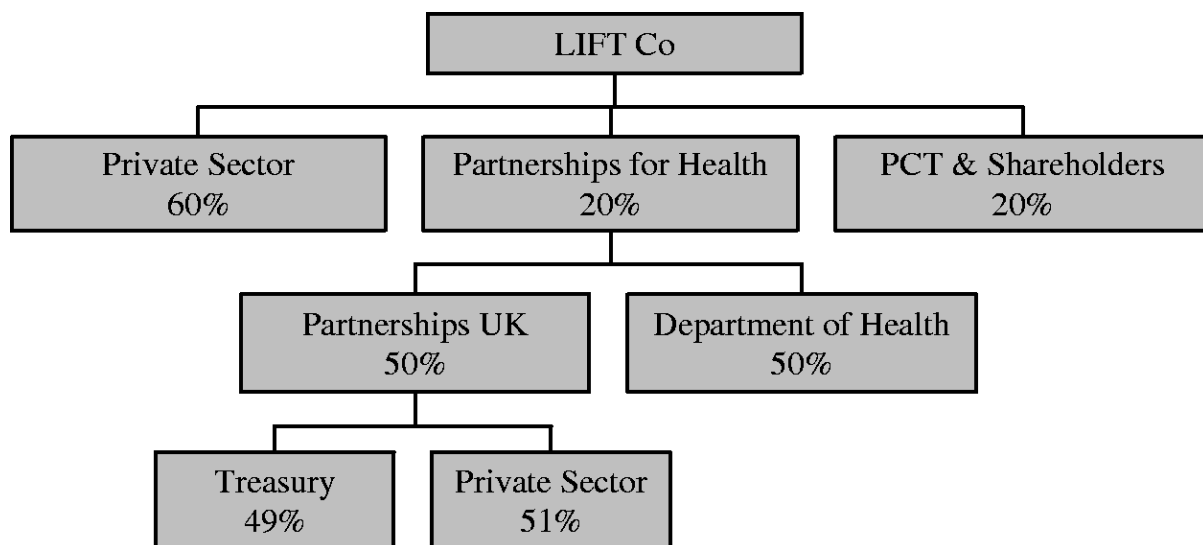 LIFT Co
Private Sector
60%
Partnerships for Health
20%
PCT & Shareholders
20%
Partnerships UK
50%
Department of Health
50%
Treasury
49%
Private Sector
51%